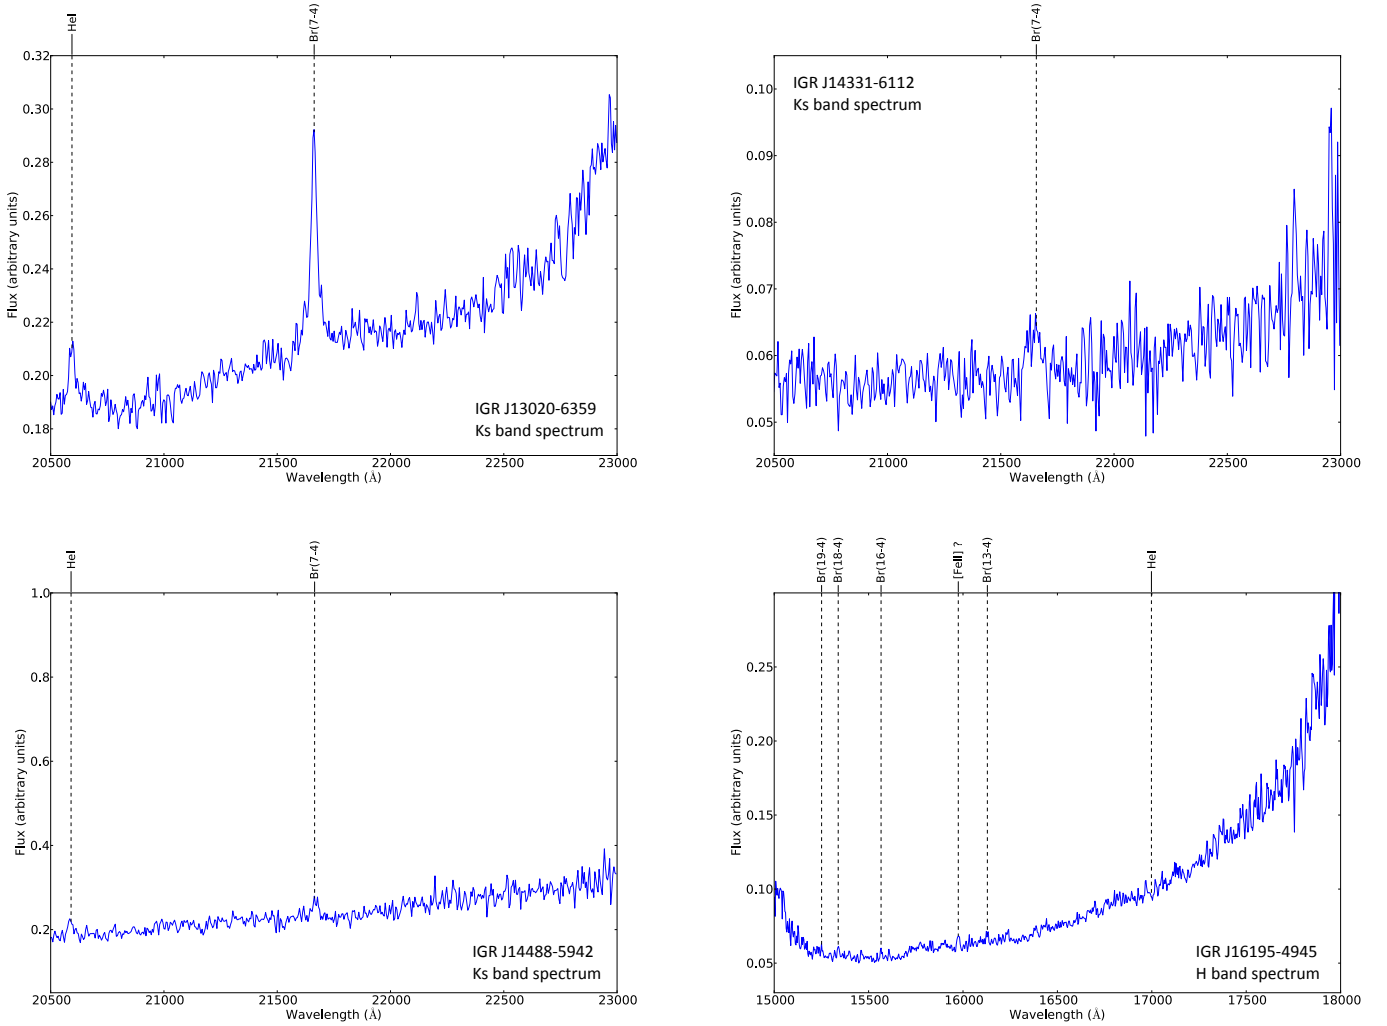 HeI
Br(7-4)
0.32
0.30
0.28
0.26
0.24
0.22
0.20
0.18
Flux (arbitrary units)
IGR J13020-6359
Ks band spectrum
20500 21000 21500 22000 22500 23000
Wavelength (Å)
Br(7-4)
IGR J14331-6112
Ks band spectrum
0.10
0.09
0.08
0.07
0.06
0.05
Flux (arbitrary units)
20500 21000 21500 22000 22500 23000
Wavelength (Å)
HeI
Br(7-4)
1.0
0.8
0.6
0.4
0.2
Flux (arbitrary units)
IGR J14488-5942
Ks band spectrum
20500 21000 21500 22000 22500 23000
Wavelength (Å)
Br(19-4)
Br(18-4)
Br(16-4)
[FeII] ?
Br(13-4)
HeI
0.25
0.20
0.15
0.10
0.05
Flux (arbitrary units)
IGR J16195-4945
H band spectrum
15000 15500 16000 16500 17000 17500 18000
Wavelength (Å)